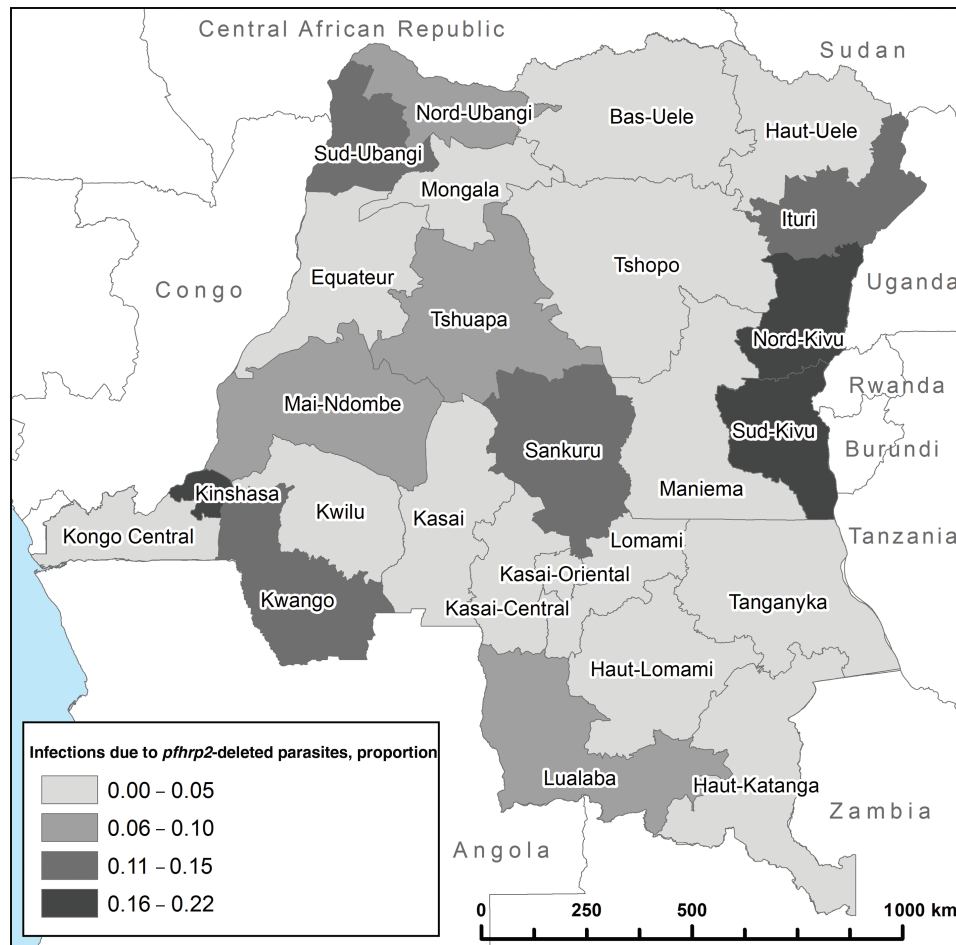 Central African Republic
Sudan
Nord-Ubangi
Bas-Uele
Haut-Uele
Sud-Ubangi
Mongala
Ituri
Equateur
Tshopo
Congo
Uganda
Tshuapa
Nord-Kivu
Rwanda
Mai-Ndombe
Sud-Kivu
Sankuru
Burundi
Kinshasa
Maniema
Kwilu
Kasai
Kongo Central
Lomami
Tanzania
Kasai-Oriental
Kwango
Kasai-Central
Tanganyika
Haut-Lomami
Lualaba
Haut-Katanga
Zambia
Angola
Infections due to pfhrp2-deleted parasites, proportion
0.00 – 0.05
0.06 – 0.10
0.11 – 0.15
0.16 – 0.22
0 250 500 1000 km